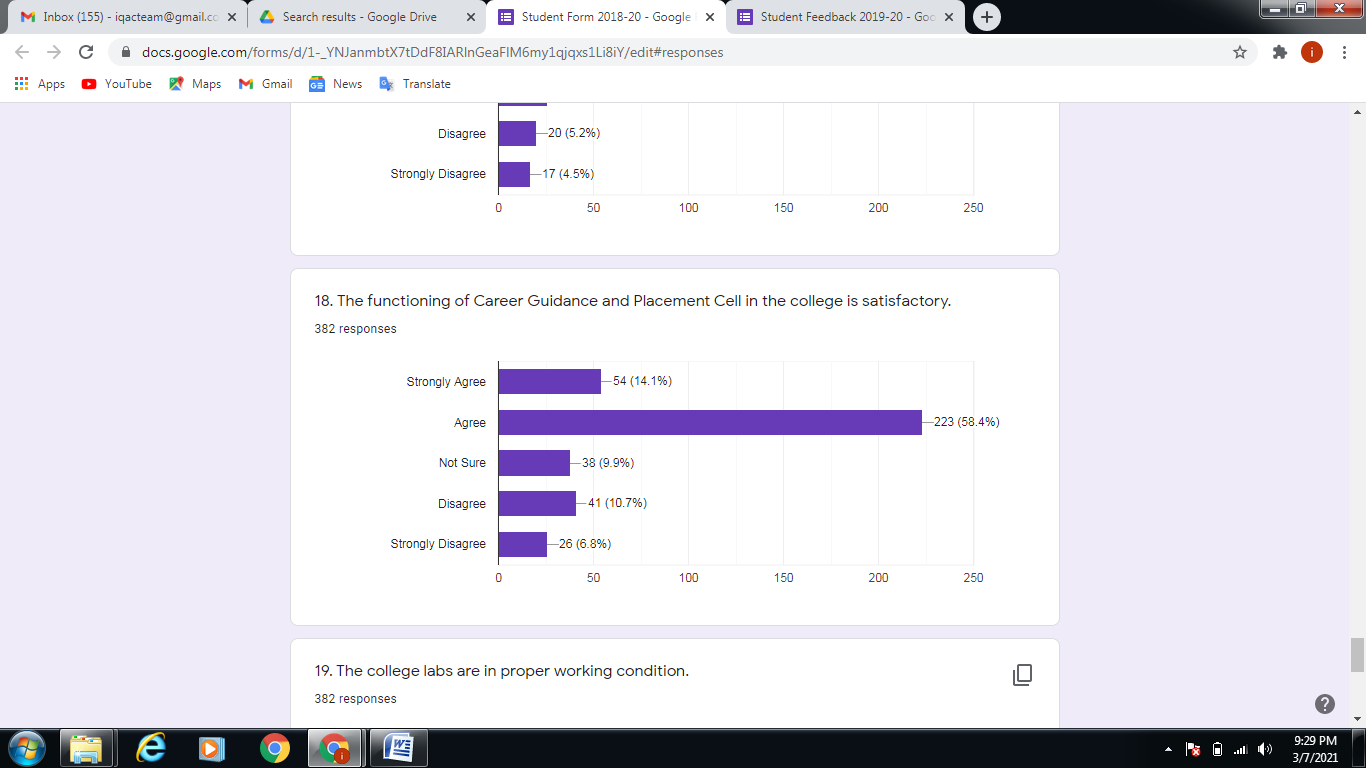 Inbox (155) - iqacteam@gmail.co
Search results - Google Drive
Student Form 2018-20 - Google
Student Feedback 2019-20 - Goo
docs.google.com/forms/d/1-_YNJanmbtX7tDdF8IARlnGeaFlM6my1qjqxs1Li8iY/edit#responses
i
Apps
YouTube
Maps
Gmail
News
Translate
Disagree 20 (5.2%)
Strongly Disagree 17 (4.5%)
0 50 100 150 200 250
18. The functioning of Career Guidance and Placement Cell in the college is satisfactory.
382 responses
Strongly Agree 54 (14.1%)
Agree 223 (58.4%)
Not Sure 38 (9.9%)
Disagree 41 (10.7%)
Strongly Disagree 26 (6.8%)
0 50 100 150 200 250
19. The college labs are in proper working condition.
382 responses
9:29 PM
3/7/2021